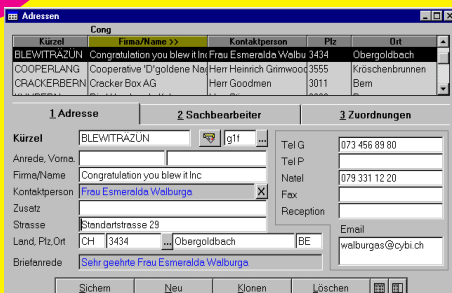 Adressen
Cong
Kürzel Firma/Name >> Kontaktperson Plz Ort
BLEWITRÄZÜN Congratulation you blew it Inc Frau Esmeralda Walbu 3434 Obergoldbach
COOPERLANG Cooperative 'D'goldene Nac Herr Heinrich Grimwood 3555 Kröschenbrunnen
CRACKERBERN Cracker Box AG Herr Goodmen 3011 Bern
1 Adresse 2 Sachbearbeiter 3 Zuordnungen
Kürzel BLEWITRÄZÜN g1f ...
Anrede, Vorna.
Firma/Name Congratulation you blew it Inc
Kontaktperson Frau Esmeralda Walburga X
Zusatz
Strasse Standartstrasse 29
Land, Plz,Ort CH 3434 ... Obergoldbach BE
Briefanrede Sehr geehrte Frau Esmeralda Walburga
Tel G 073 456 89 80
Tel P
Natel 079 331 12 20
Fax
Reception
Email
walburgas@cybi.ch
Sichern Neu Klonen Löschen